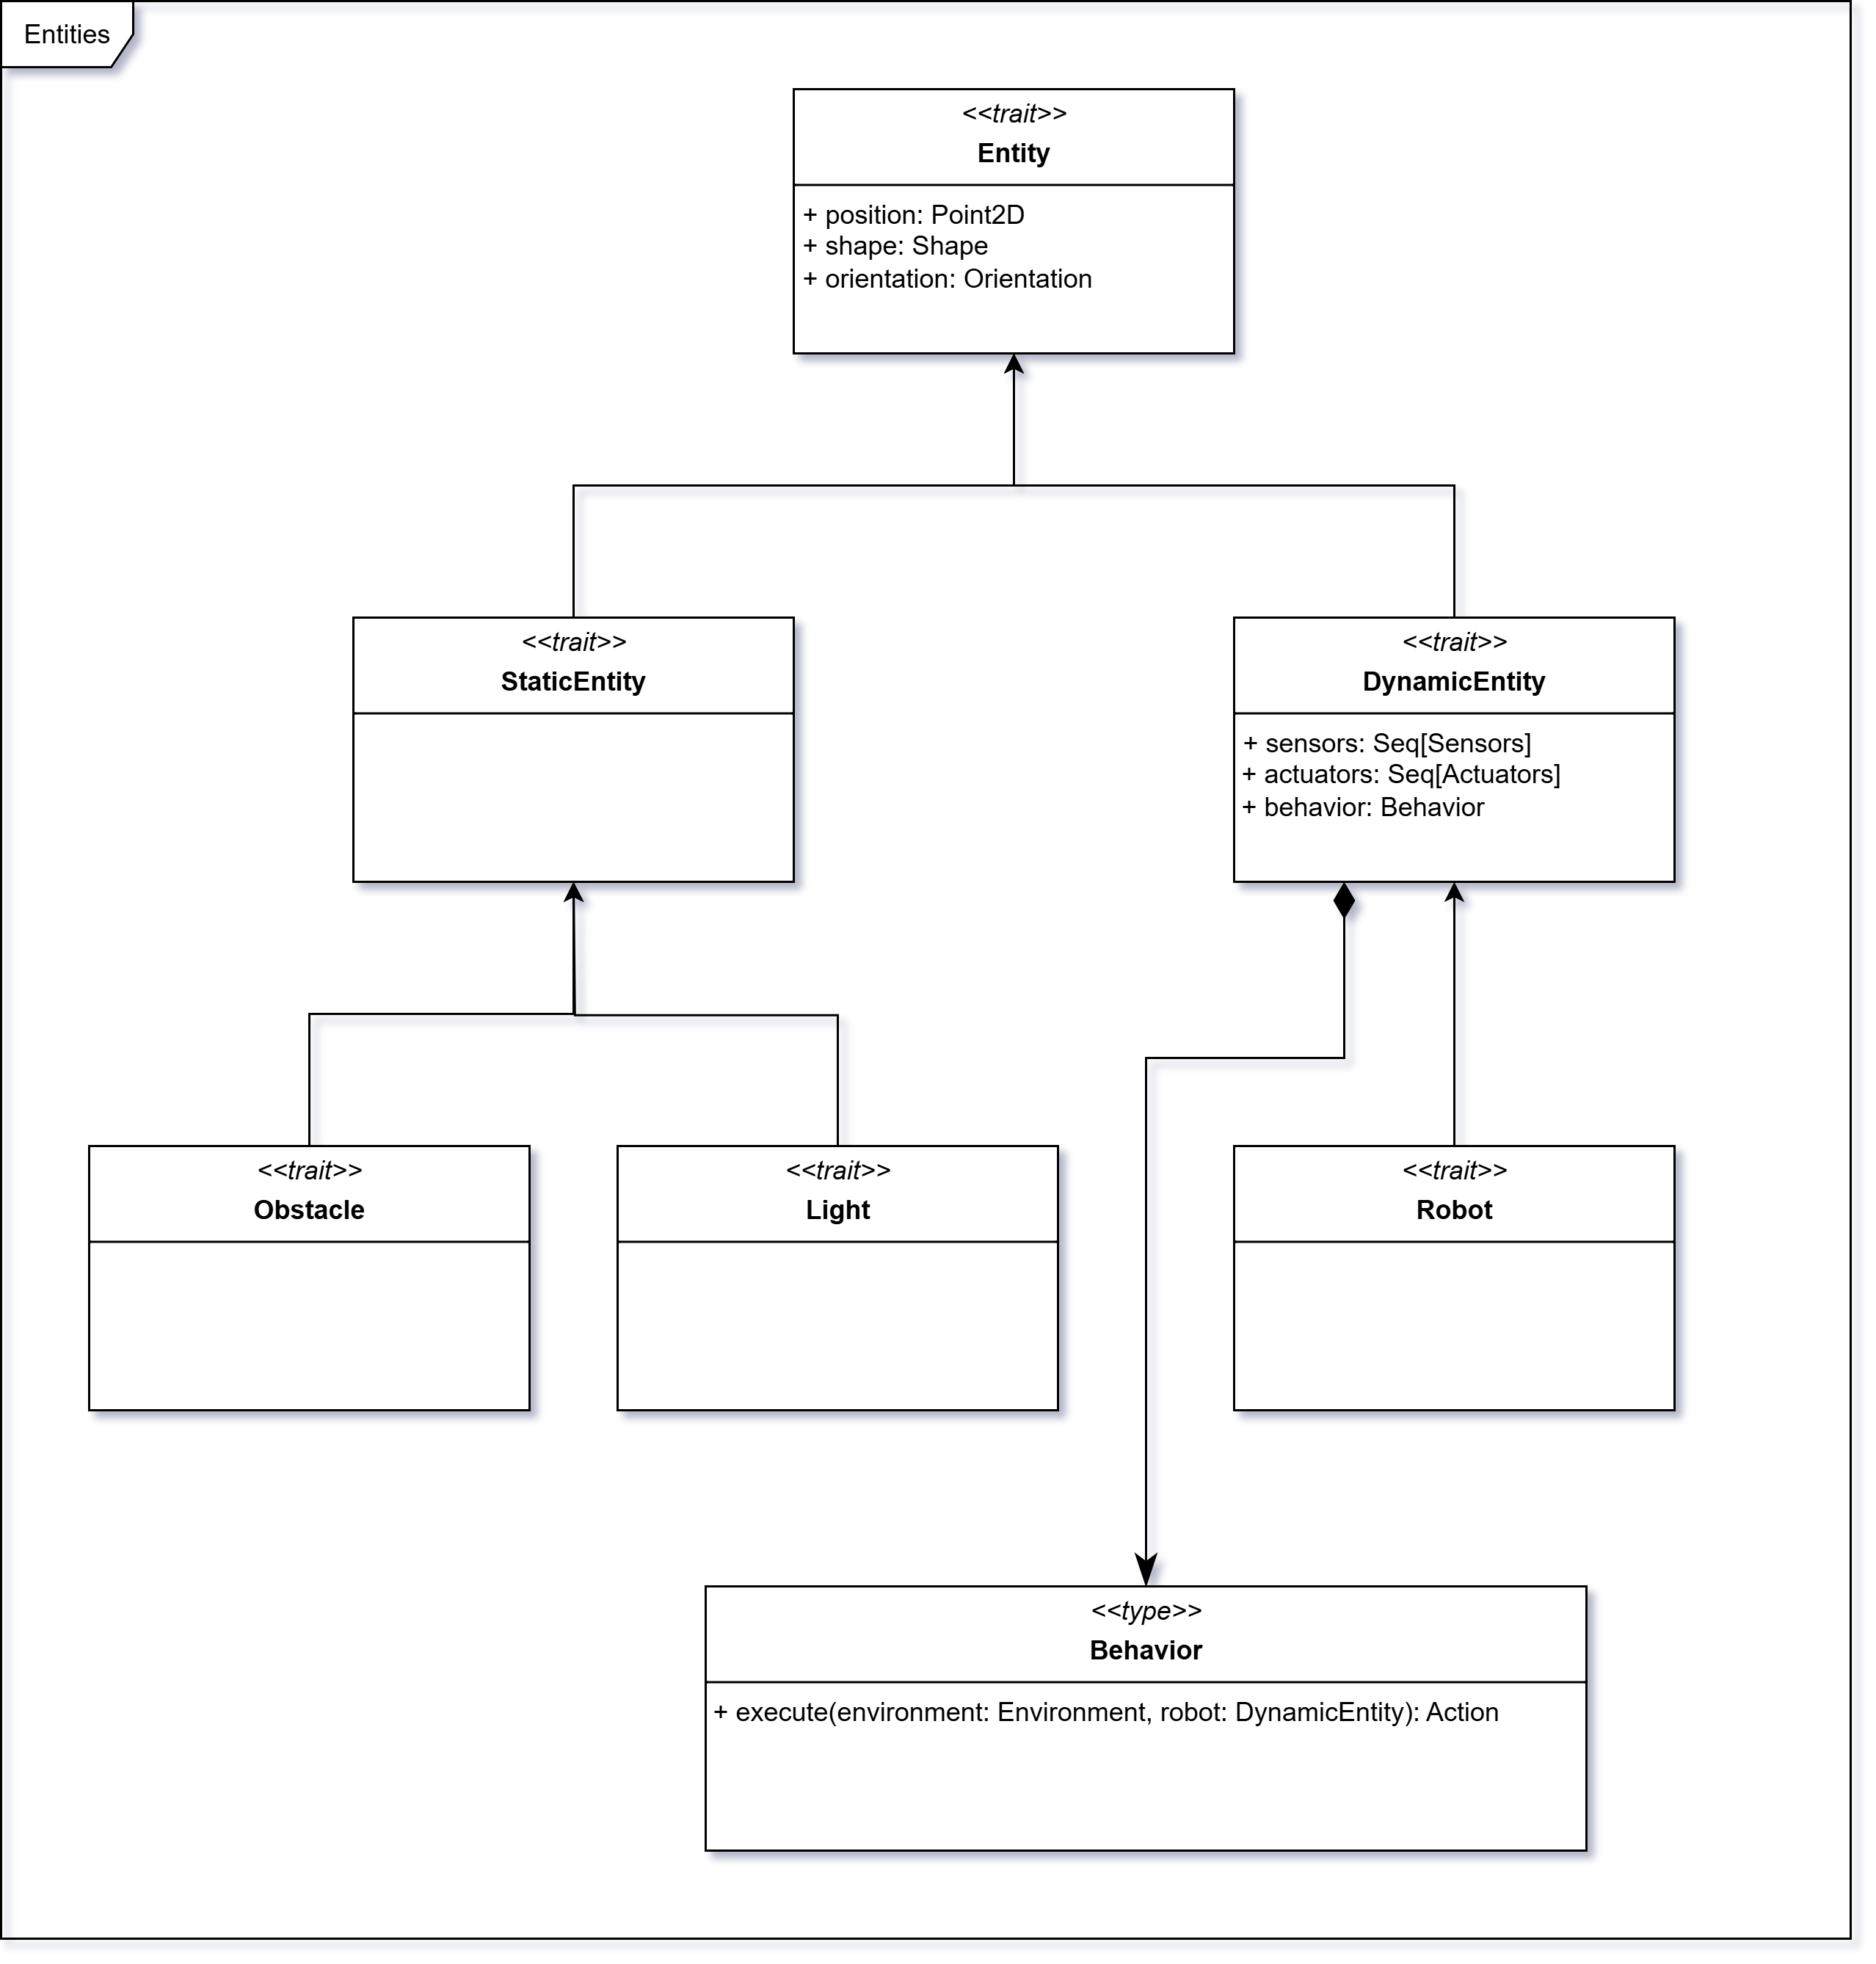 Entities
<<trait>>
Entity
+ position: Point2D
+ shape: Shape
+ orientation: Orientation
<<trait>>
StaticEntity
<<trait>>
DynamicEntity
+ sensors: Seq[Sensors]
+ actuators: Seq[Actuators]
+ behavior: Behavior
<<trait>>
Obstacle
<<trait>>
Light
<<trait>>
Robot
<<type>>
Behavior
+ execute(environment: Environment, robot: DynamicEntity): Action